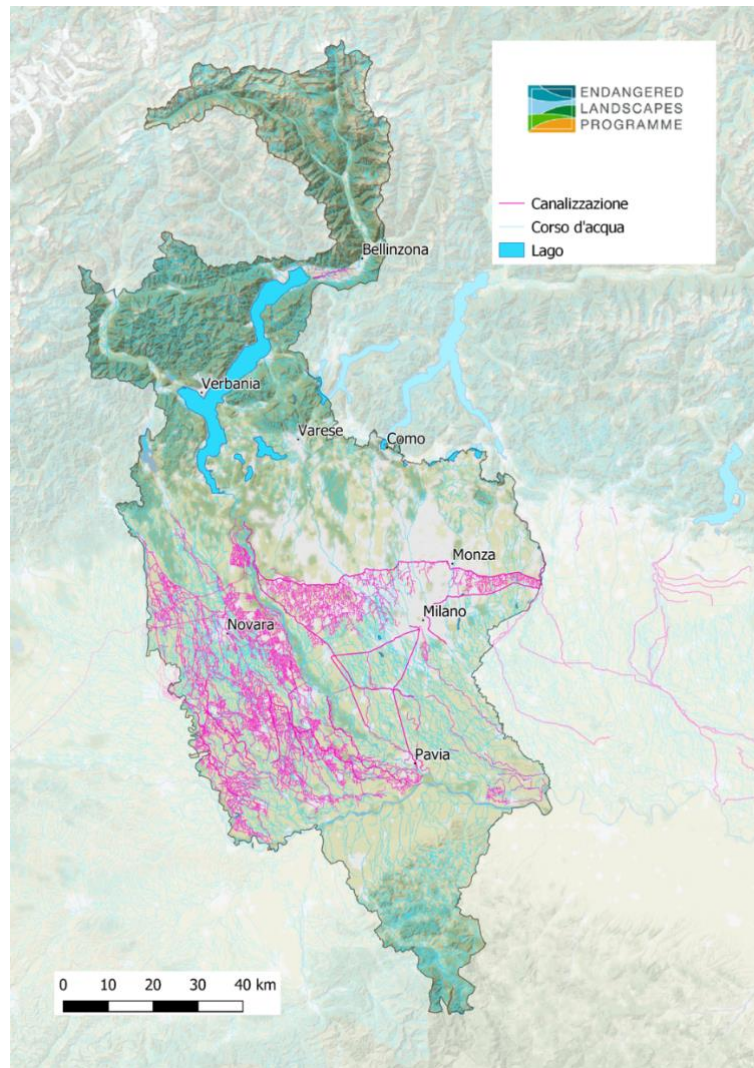 ENDANGERED
LANDSCAPES
PROGRAMME
Canalizzazione
Corso d'acqua
Lago
Bellinzona
Verbania
Varese
Como
Monza
Milano
Novara
Pavia
0 10 20 30 40 km